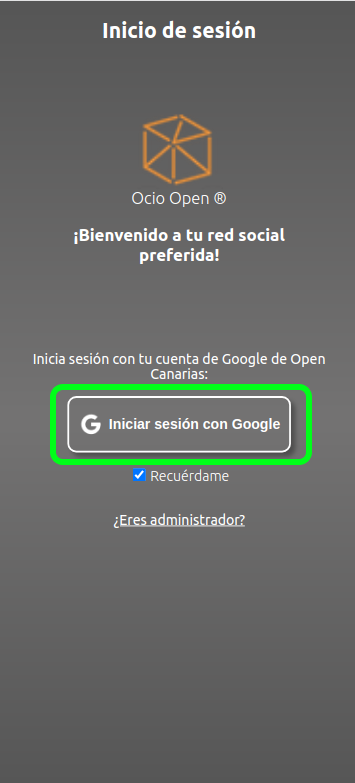 Inicio de sesión
Ocio Open ®
¡Bienvenido a tu red social
preferida!
Inicia sesión con tu cuenta de Google de Open
Canarias:
Iniciar sesión con Google
Recuérdame
¿Eres administrador?